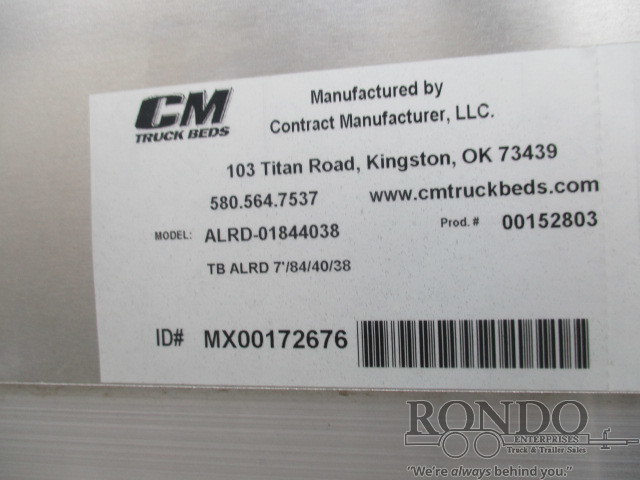 CM
TRUCK BEDS
Manufactured by
Contract Manufacturer, LLC.
103 Titan Road, Kingston, OK 73439
580.564.7537 www.cmtruckbeds.com
MODEL: ALRD-01844038 Prod. # 00152803
TB ALRD 7'/84/40/38
ID# MX00172676
RONDO
ENTERPRISES
Truck & Trailer Sales
"We're always behind you."